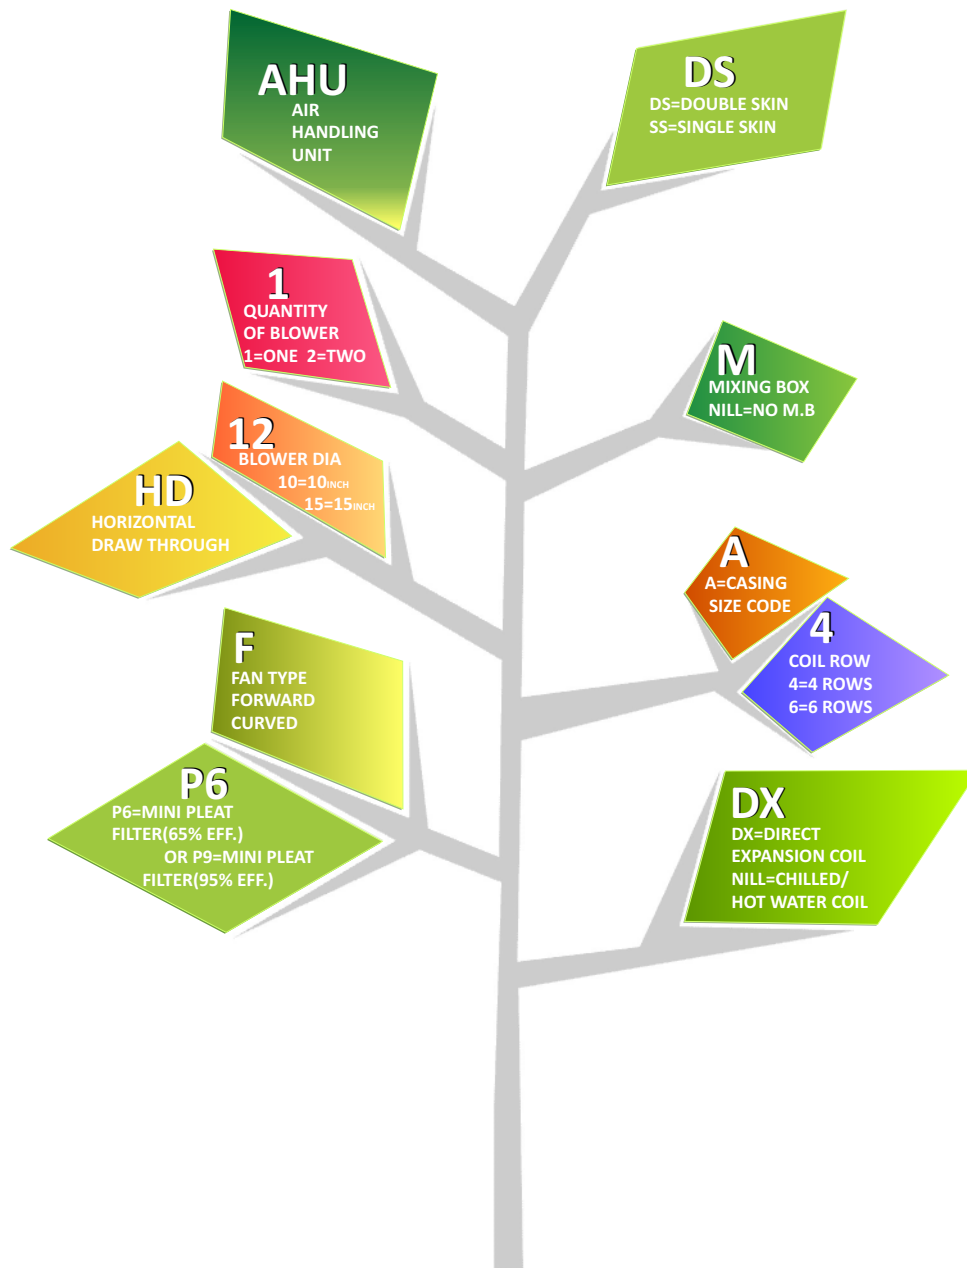 AHU
AIR
HANDLING
UNIT
DS
DS=DOUBLE SKIN
SS=SINGLE SKIN
1
QUANTITY
OF BLOWER
1=ONE 2=TWO
M
MIXING BOX
NILL=NO M.B
12
BLOWER DIA
10=10INCH
15=15INCH
HD
HORIZONTAL
DRAW THROUGH
A
A=CASING
SIZE CODE
4
COIL ROW
4=4 ROWS
6=6 ROWS
F
FAN TYPE
FORWARD
CURVED
P6
P6=MINI PLEAT
FILTER(65% EFF.)
OR P9=MINI PLEAT
FILTER(95% EFF.)
DX
DX=DIRECT
EXPANSION COIL
NILL=CHILLED/
HOT WATER COIL